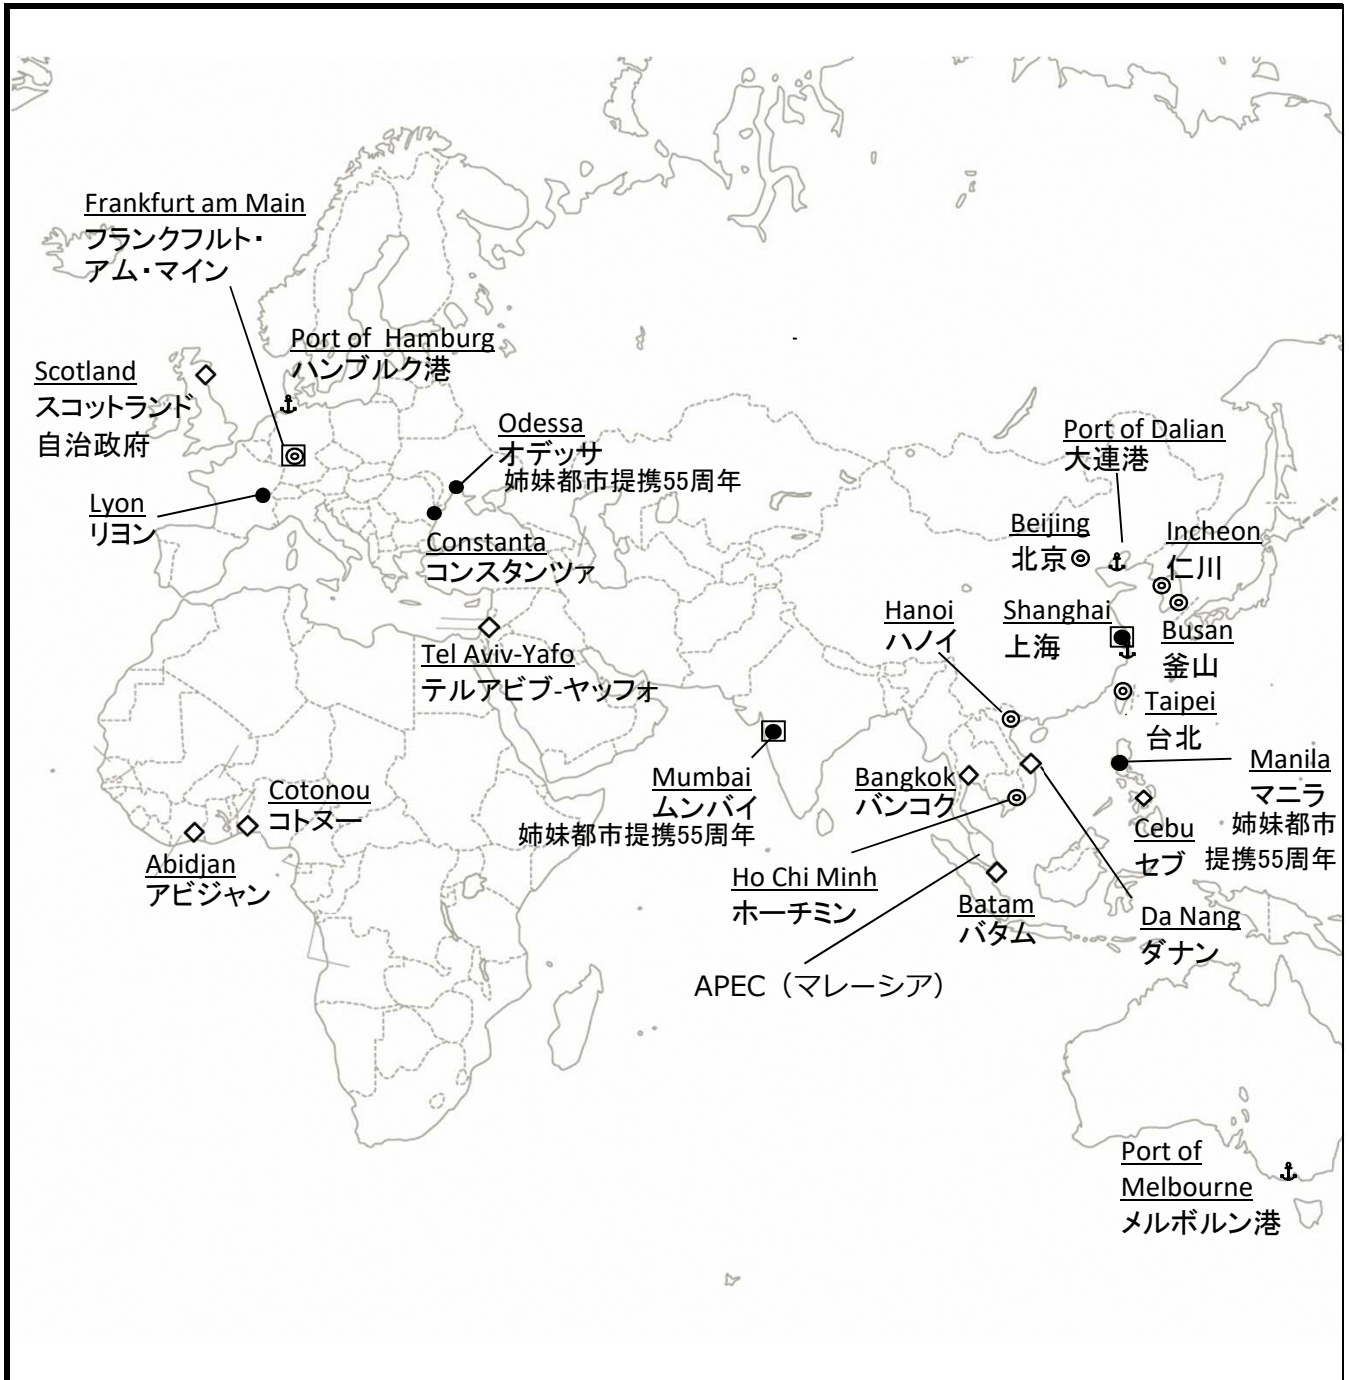 Frankfurt am Main
フランクフルト・
アム・マイン
Port of Hamburg
ハンブルク港
Scotland
スコットランド
自治政府
Odessa
オデッサ
姉妹都市提携55周年
Lyon
リヨン
Constanta
コンスタンツァ
Port of Dalian
大連港
Beijing
北京
Incheon
仁川
Hanoi
ハノイ
Shanghai
上海
Busan
釜山
Tel Aviv-Yafo
テルアビブ-ヤッフォ
Taipei
台北
Mumbai
ムンバイ
姉妹都市提携55周年
Bangkok
バンコク
Manila
マニラ
姉妹都市
提携55周年
Cotonou
コトヌー
Cebu
セブ
Abidjan
アビジャン
Ho Chi Minh
ホーチミン
Batam
バタム
Da Nang
ダナン
APEC（マレーシア）
Port of
Melbourne
メルボルン港